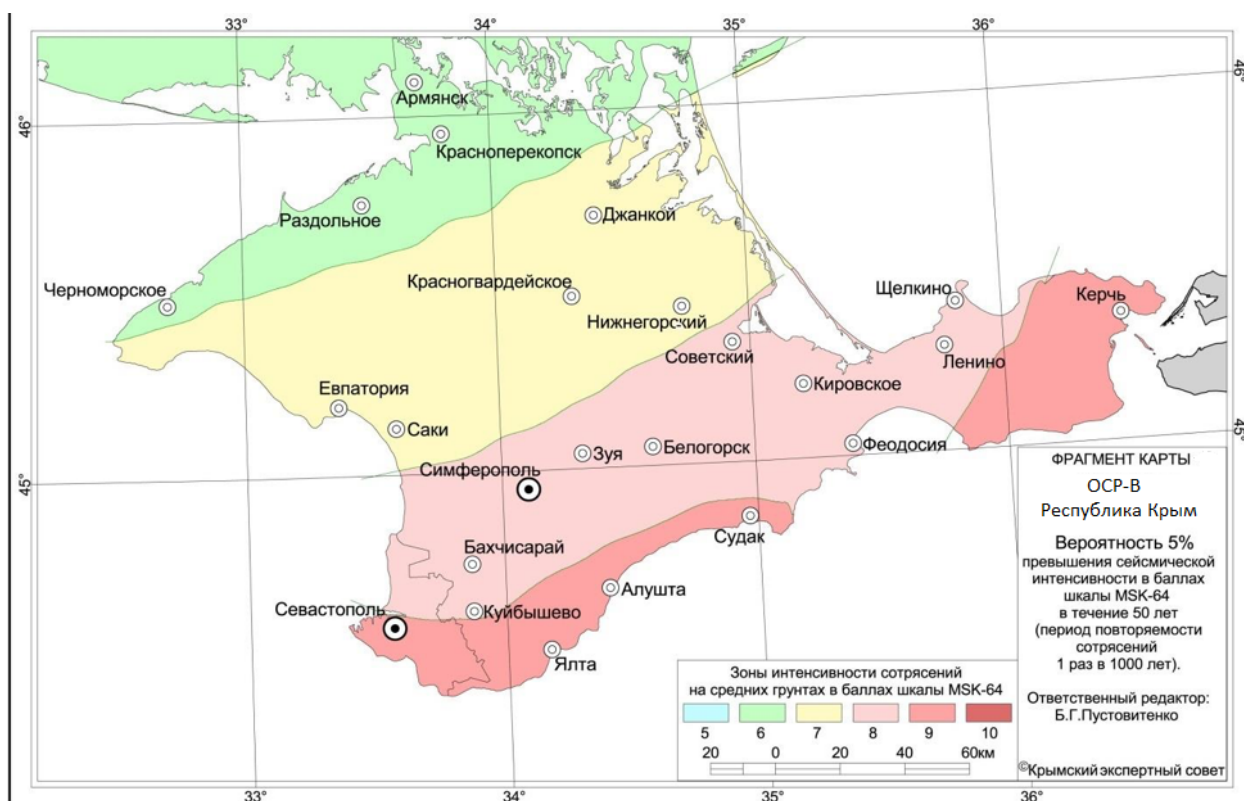 33°
34°
35°
36°
46°
46°
Армянск
Красноперекопск
Раздольное
Джанкой
Черноморское
Красногвардейское
Нижнегорский
Щелкино
Керчь
Советский
Ленино
Кировское
Евпатория
Саки
Зуя
Белогорск
Феодосия
Симферополь
45°
45°
Судак
Бахчисарай
Алушта
Севастополь
Куйбышево
Ялта
ФРАГМЕНТ КАРТЫ
ОСР-В
Республика Крым
Вероятность 5%
превышения сейсмической
интенсивности в баллах
шкалы MSK-64
в течение 50 лет
(период повторяемости
сотрясений
1 раз в 1000 лет).
Ответственный редактор:
Б.Г.Пустовитенко
©Крымский экспертный совет
Зоны интенсивности сотрясений
на средних грунтах в баллах шкалы MSK-64
5 6 7 8 9 10
20 0 20 40 60км
33°
34°
35°
36°